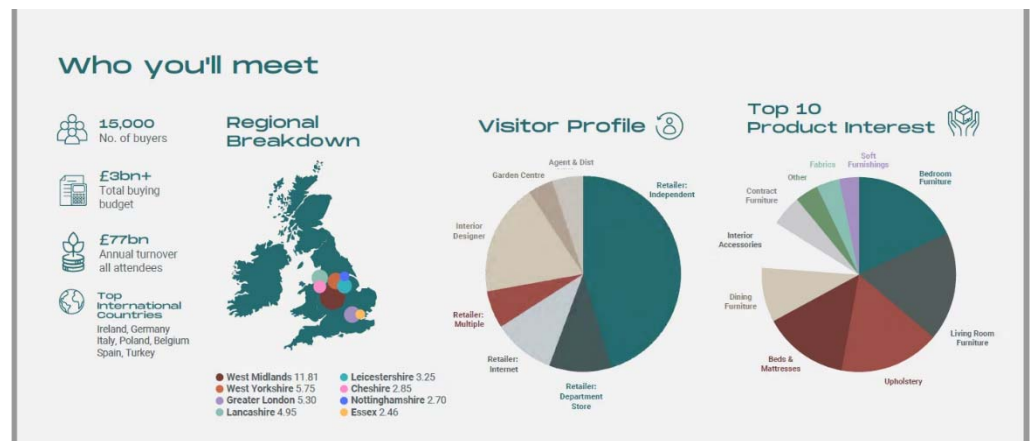 Who you'll meet
15,000
No. of buyers
£3bn+
Total buying
budget
£77bn
Annual turnover
all attendees
Top
International
Countries
Ireland, Germany
Italy, Poland, Belgium
Spain, Turkey
Regional
Breakdown
West Midlands 11.81
West Yorkshire 5.75
Greater London 5.30
Lancashire 4.95
Leicestershire 3.25
Cheshire 2.85
Nottinghamshire 2.70
Essex 2.46
Visitor Profile
Agent & Dist
Garden Centre
Interior
Designer
Retailer:
Multiple
Retailer:
Internet
Retailer:
Department
Store
Retailer:
Independent
Top 10
Product Interest
Soft
Furnishings
Fabrics
Other
Contract
Furniture
Interior
Accessories
Dining
Furniture
Beds &
Mattresses
Upholstery
Living Room
Furniture
Bedroom
Furniture